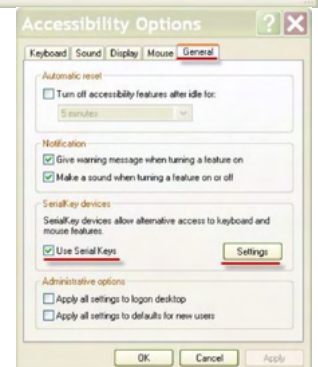 Accessibility Options
Keyboard Sound Display Mouse General
Automatic reset
Turn off accessibility features after idle for:
5 minutes
Notification
Give warning message when turning a feature on
Make a sound when turning a feature on or off
SerialKey devices
SerialKey devices allow alternative access to keyboard and
mouse features.
Use Serial Keys
Settings
Administrative options
Apply all settings to logon desktop
Apply all settings to defaults for new users
OK Cancel Apply